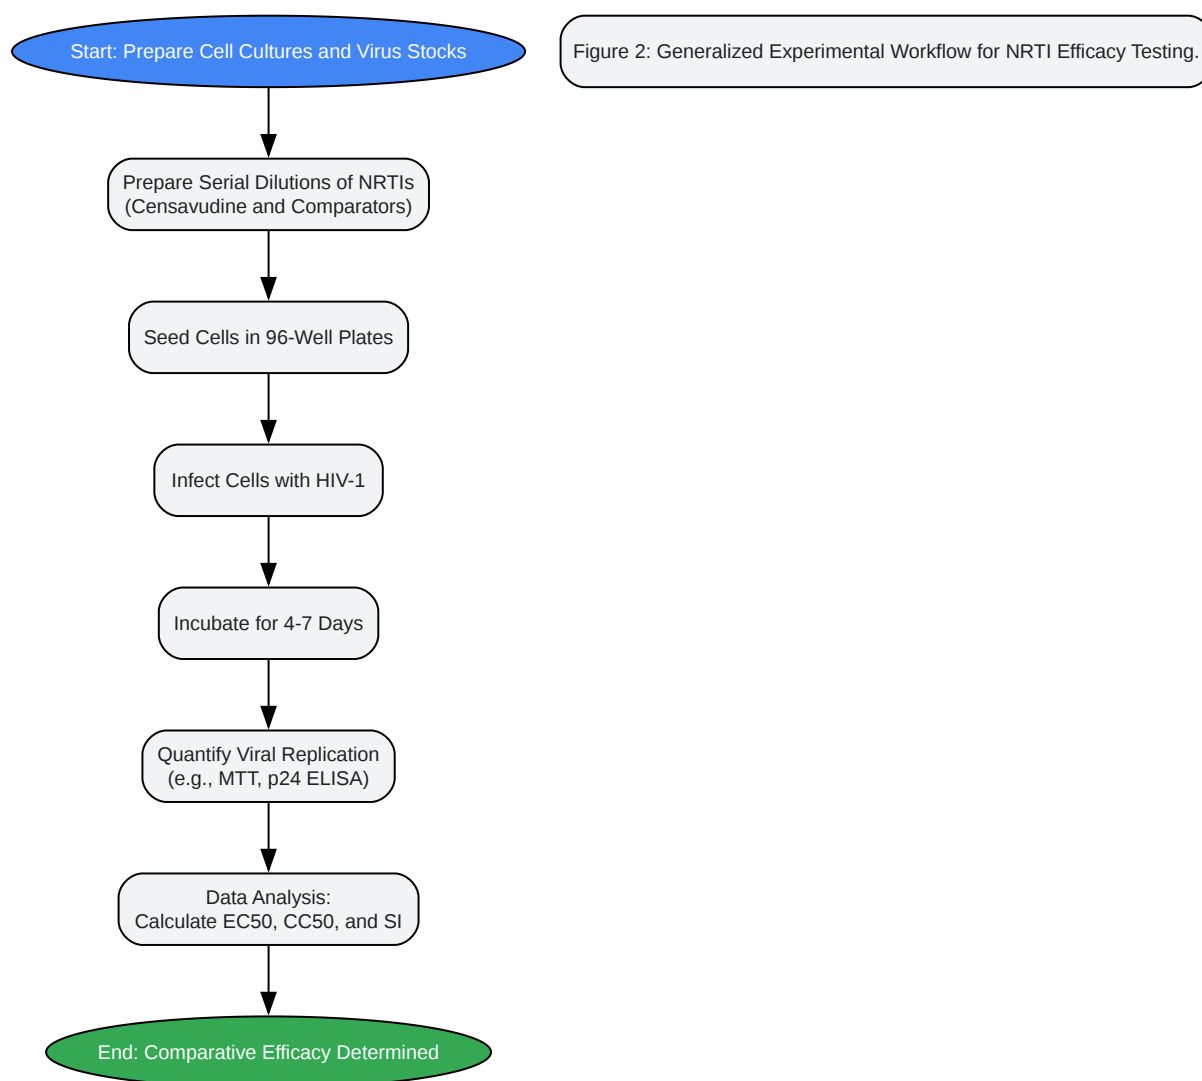 Start: Prepare Cell Cultures and Virus Stocks
Figure 2: Generalized Experimental Workflow for NRTI Efficacy Testing.
Prepare Serial Dilutions of NRTIs
(Censavudine and Comparators)
Seed Cells in 96-Well Plates
Infect Cells with HIV-1
Incubate for 4-7 Days
Quantify Viral Replication
(e.g., MTT, p24 ELISA)
Data Analysis:
Calculate EC50, CC50, and SI
End: Comparative Efficacy Determined